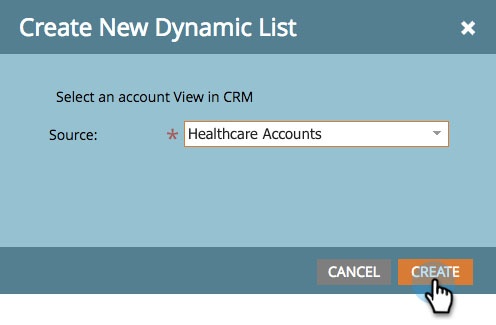 Create New Dynamic List
Select an account View in CRM
Source: * Healthcare Accounts
CANCEL CREATE